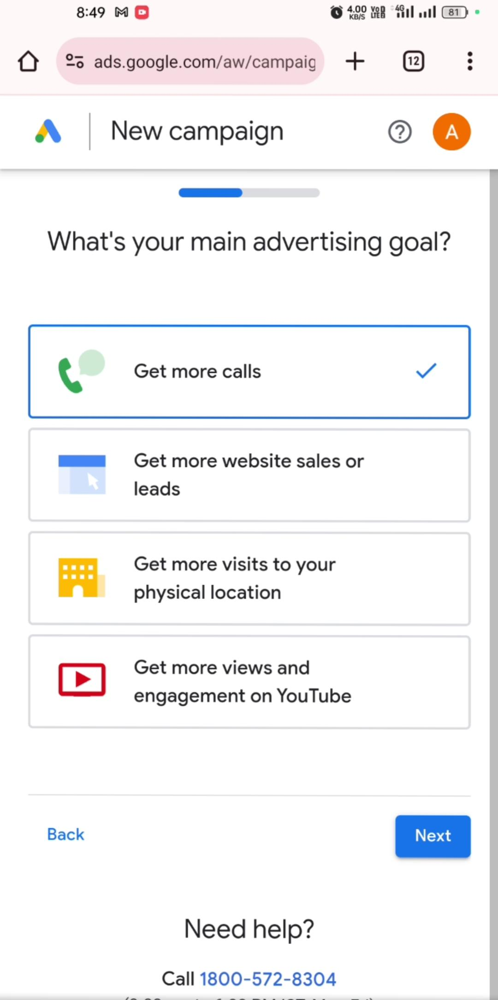 8:49
4.00 KB/S VoD LTE2 4G 81
ads.google.com/aw/campaig
12
New campaign
A
What's your main advertising goal?
Get more calls
Get more website sales or
leads
Get more visits to your
physical location
Get more views and
engagement on YouTube
Back
Next
Need help?
Call 1800-572-8304